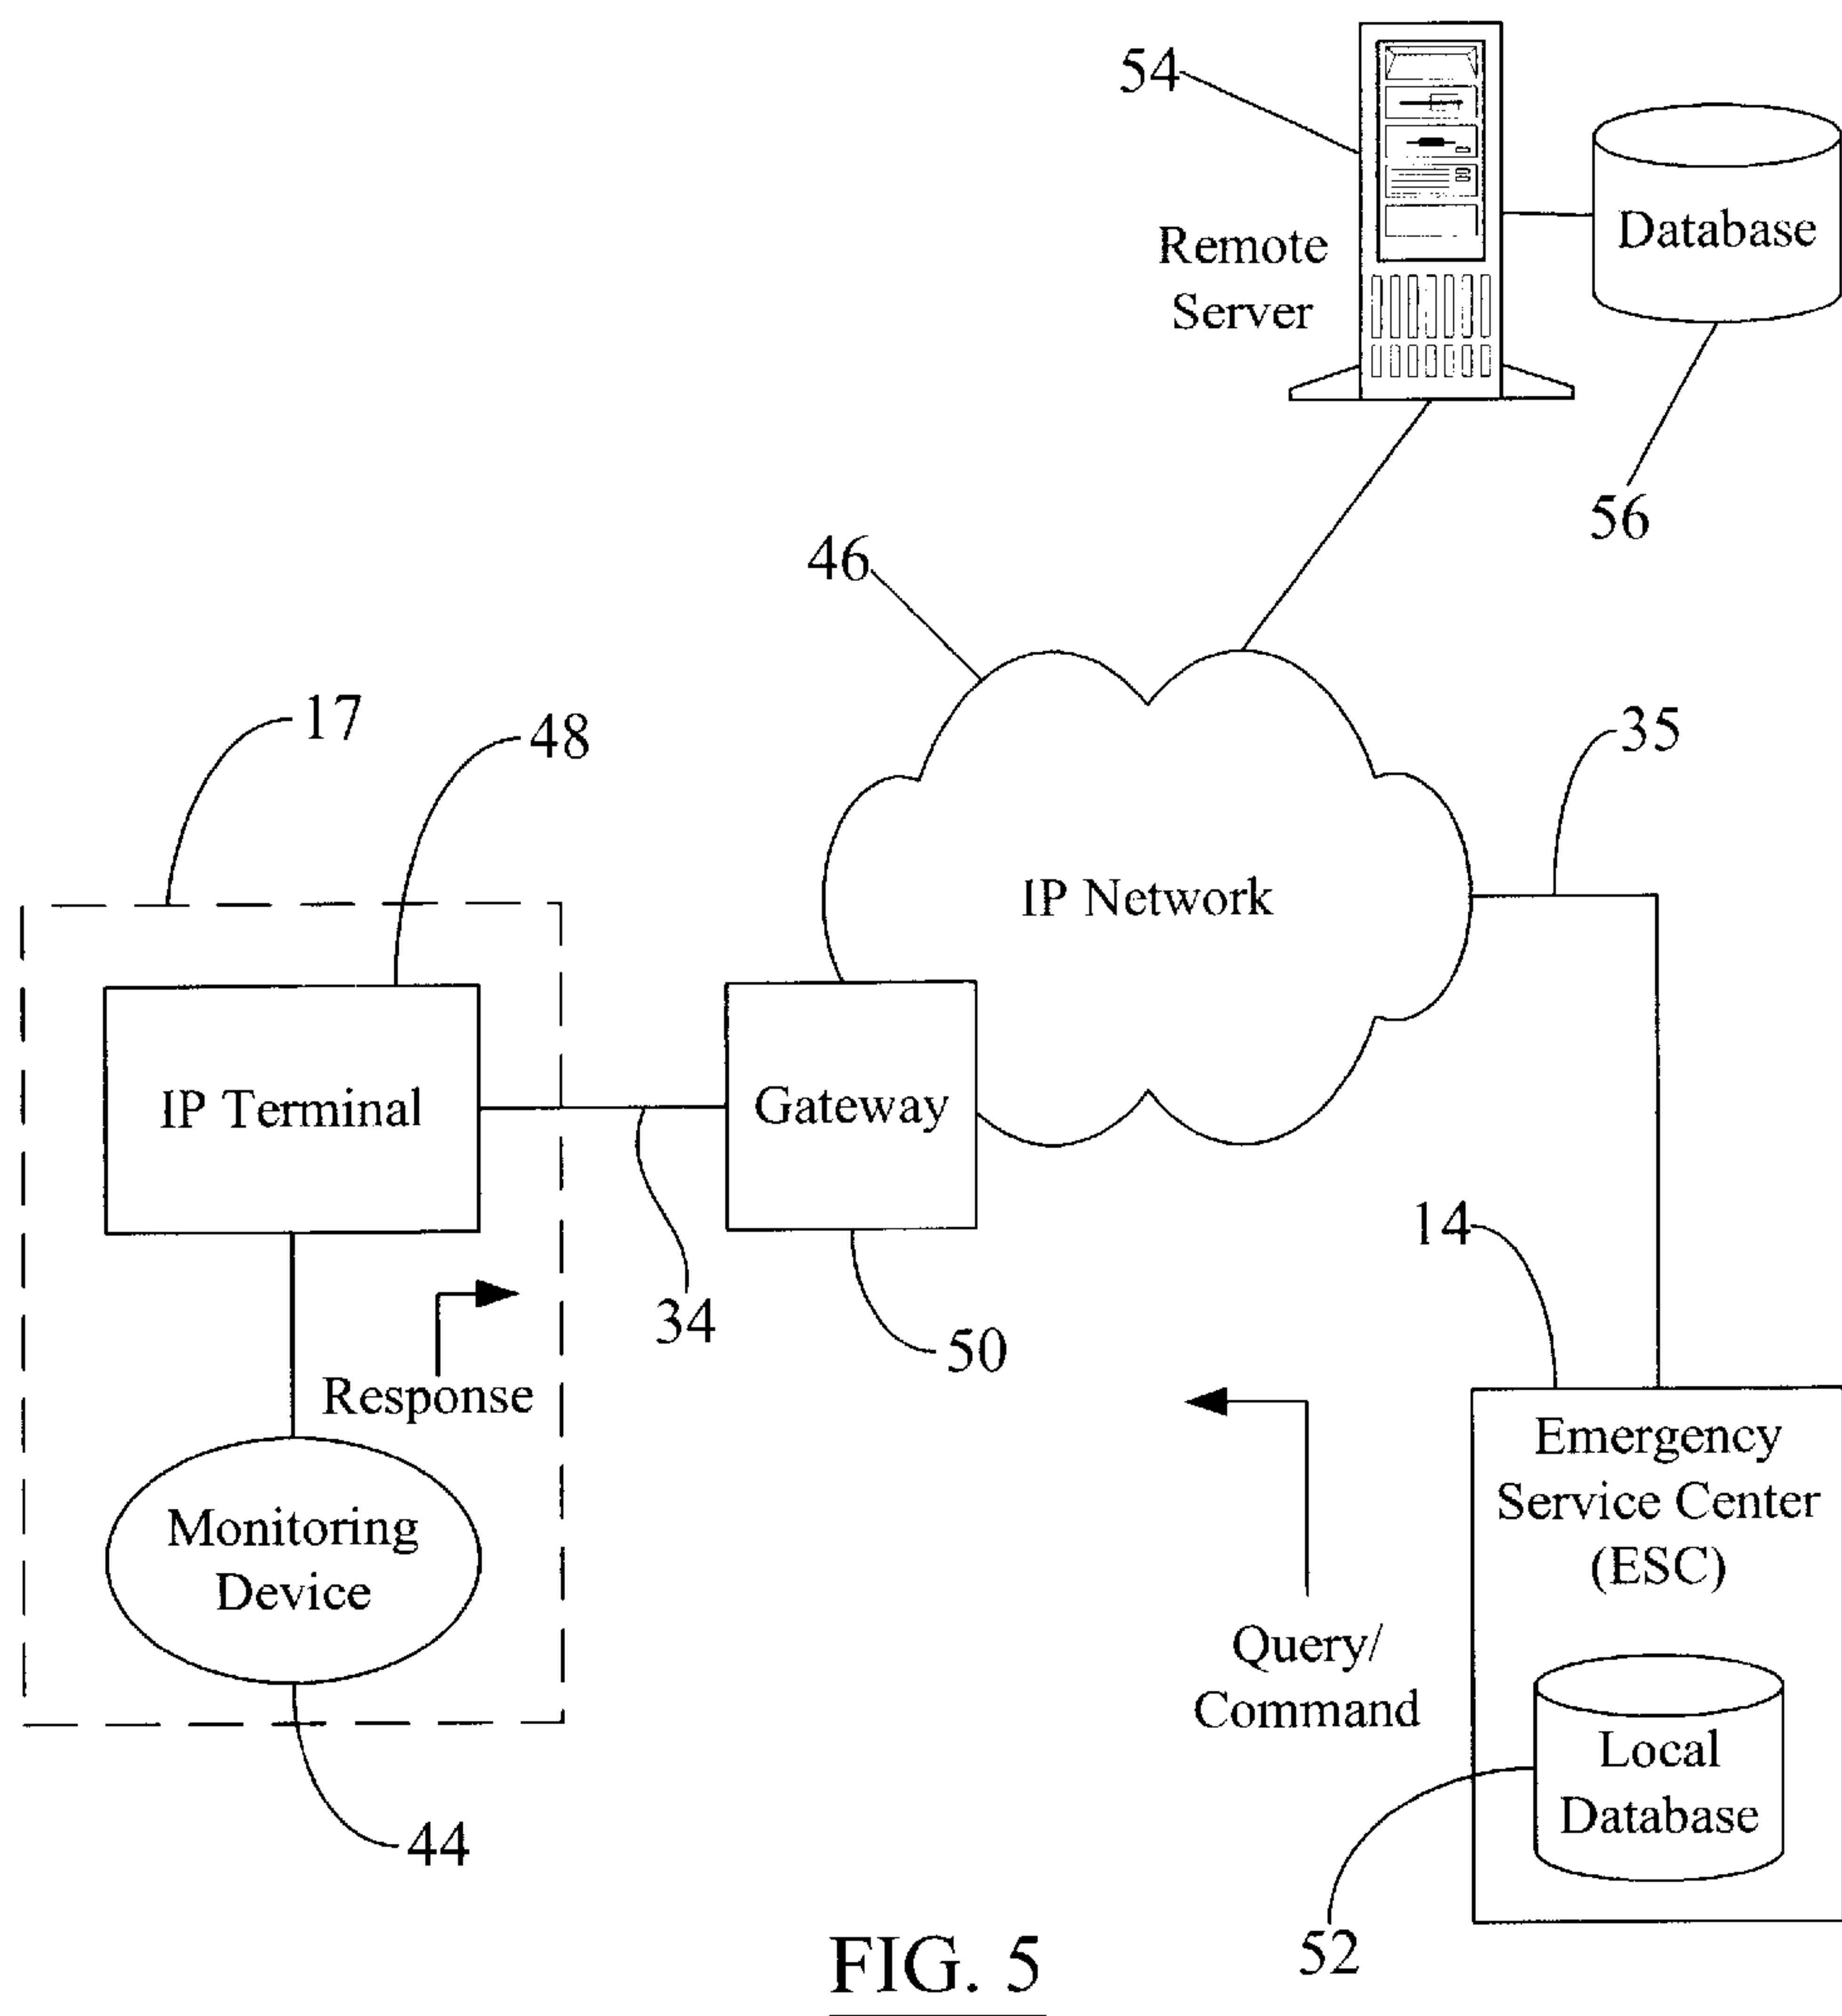 54
Remote
Server
Database
56
46
17
48
35
IP Network
IP Terminal
Gateway
14
34
50
Response
Monitoring
Device
44
Query/
Command
Emergency
Service Center
(ESC)
Local
Database
52
FIG. 5